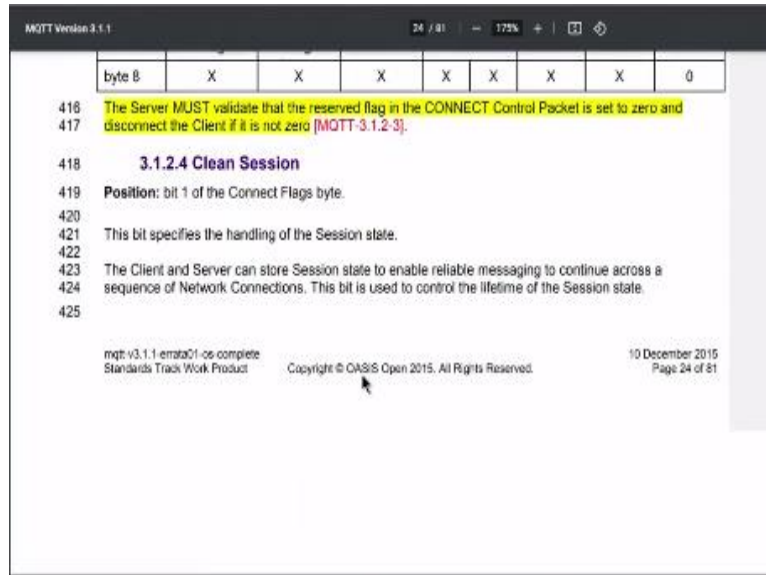 MQTT Version 3.1.1
24 / 81 | − 175% +
byte 8 X X X X X X X 0
416 The Server MUST validate that the reserved flag in the CONNECT Control Packet is set to zero and
417 disconnect the Client if it is not zero [MQTT-3.1.2-3].
418 3.1.2.4 Clean Session
419 Position: bit 1 of the Connect Flags byte.
420
421 This bit specifies the handling of the Session state.
422
423 The Client and Server can store Session state to enable reliable messaging to continue across a
424 sequence of Network Connections. This bit is used to control the lifetime of the Session state.
425
mqtt-v3.1.1-errata01-os-complete 10 December 2015
Standards Track Work Product Copyright © OASIS Open 2015. All Rights Reserved. Page 24 of 81